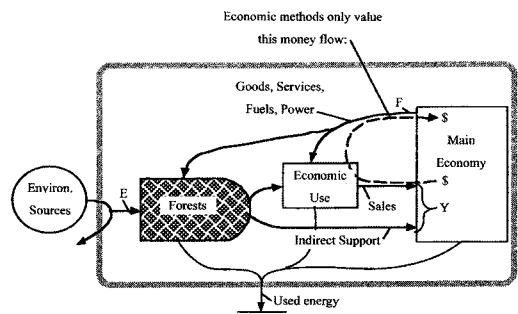 Economic methods only value
this money flow:
Goods, Services,
Fuels, Power
F
$
Main
Economy
Environ.
Sources
E
Forests
Economic
Use
$
Sales
Y
Indirect Support
Used energy